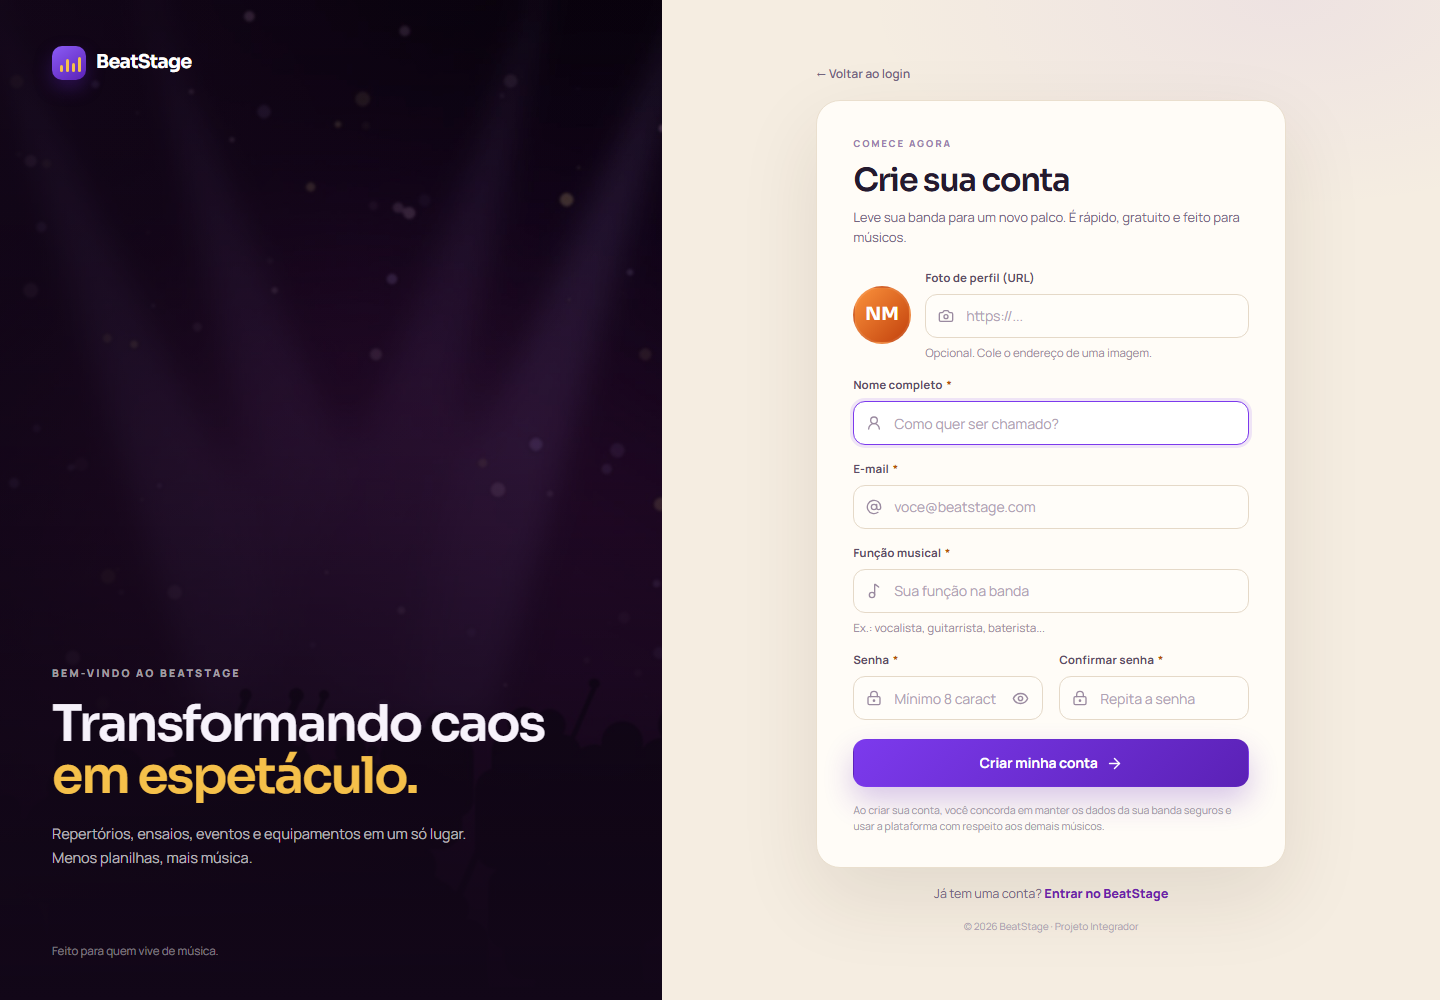 BeatStage
BEM-VINDO AO BEATSTAGE
Transformando caos
em espetáculo.
Repertórios, ensaios, eventos e equipamentos em um só lugar.
Menos planilhas, mais música.
Feito para quem vive de música.
← Voltar ao login
COMECE AGORA
Crie sua conta
Leve sua banda para um novo palco. É rápido, gratuito e feito para
músicos.
Foto de perfil (URL)
NM
https://...
Opcional. Cole o endereço de uma imagem.
Nome completo *
Como quer ser chamado?
E-mail *
voce@beatstage.com
Função musical *
Sua função na banda
Ex.: vocalista, guitarrista, baterista...
Senha *
Confirmar senha *
Mínimo 8 caract
Repita a senha
Criar minha conta →
Ao criar sua conta, você concorda em manter os dados da sua banda seguros e
usar a plataforma com respeito aos demais músicos.
Já tem uma conta? Entrar no BeatStage
© 2026 BeatStage · Projeto Integrador